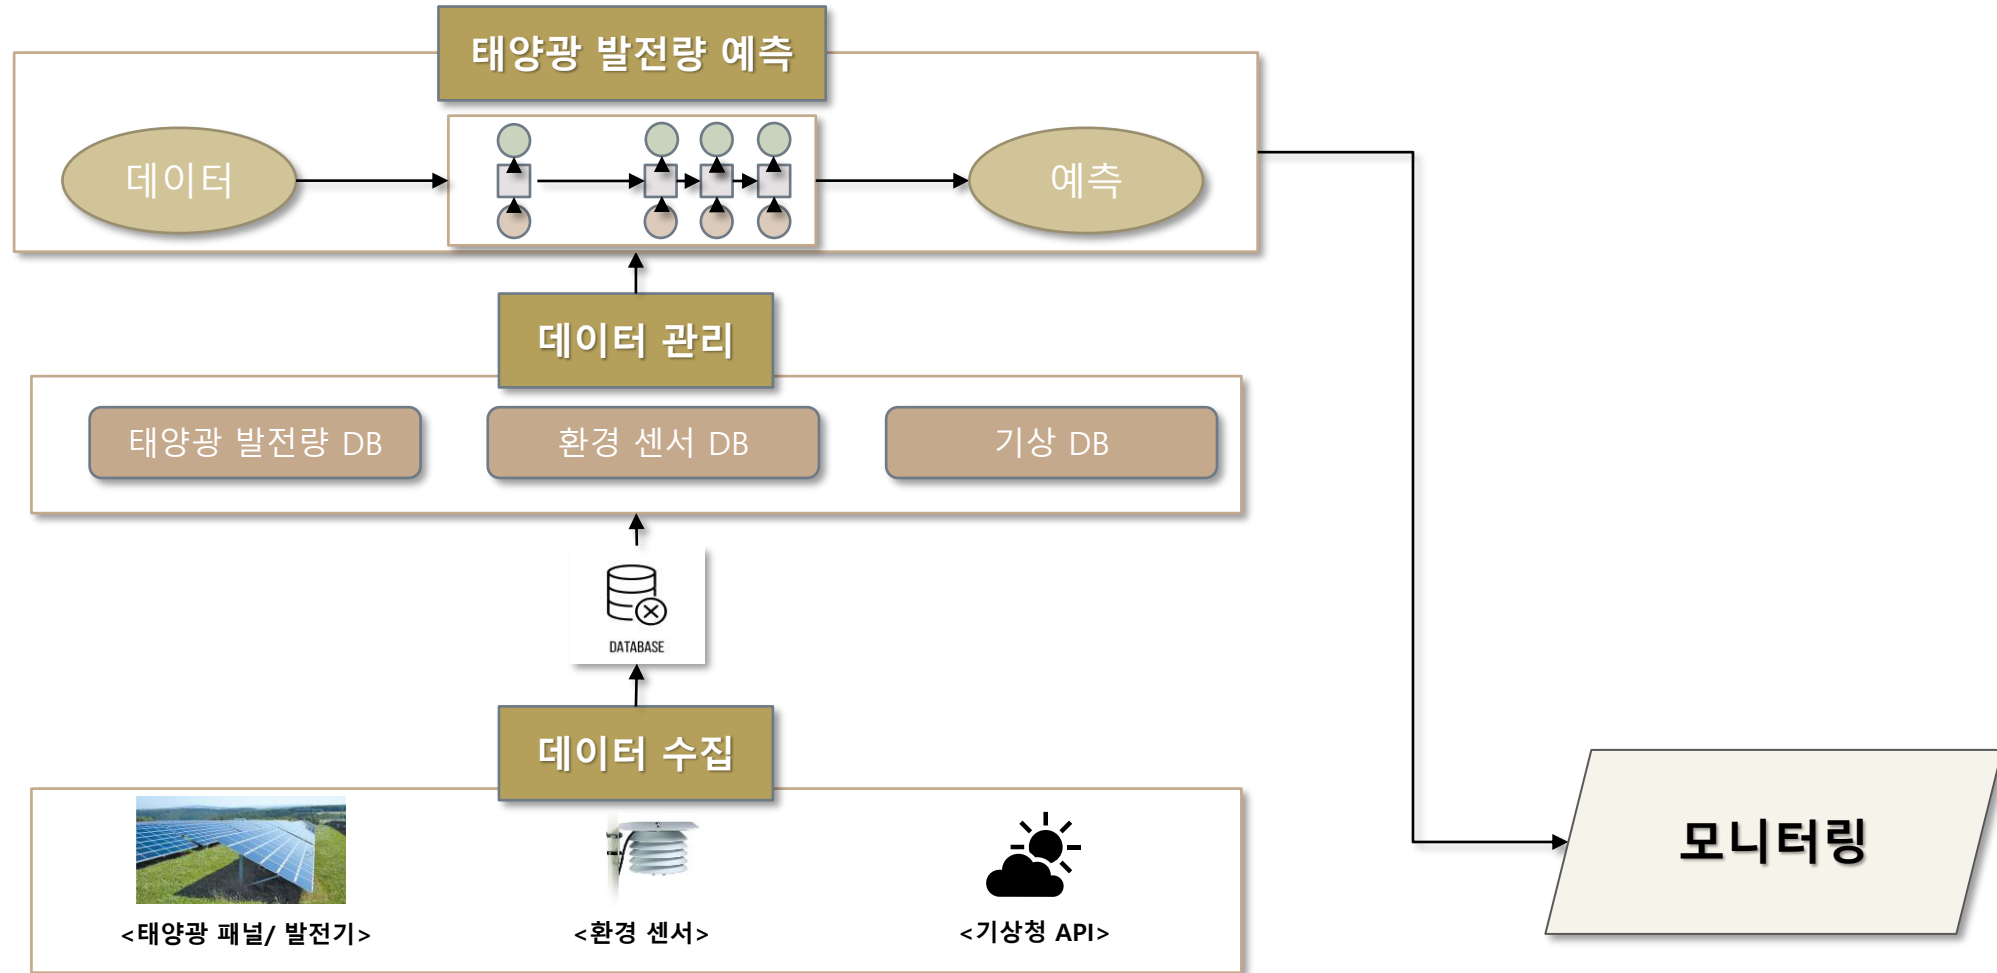 태양광 발전량 예측
데이터
예측
데이터 관리
태양광 발전량 DB
환경 센서 DB
기상 DB
DATABASE
데이터 수집
<태양광 패널/ 발전기>
<환경 센서>
<기상청 API>
모니터링